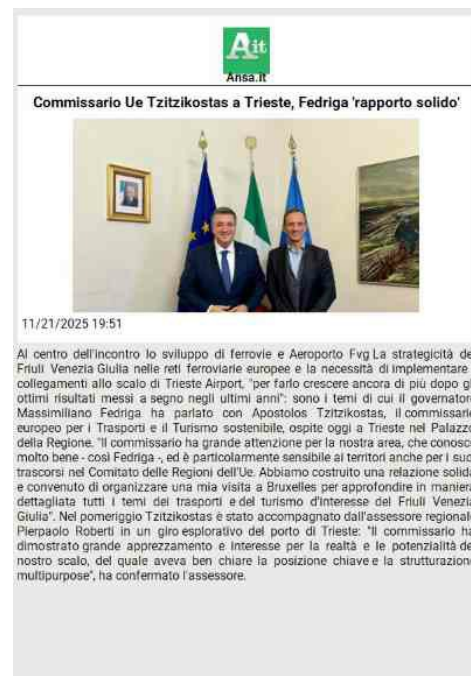 Ait
Ansa.it
Commissario Ue Tzitzikostas a Trieste, Fedriga 'rapporto solido'
11/21/2025 19:51
Al centro dell'incontro lo sviluppo di ferrovie e Aeroporto Fvg La strategicità de
Friuli Venezia Giulia nelle reti ferroviarie europee e la necessità di implementare
collegamenti allo scalo di Trieste Airport, "per farlo crescere ancora di più dopo gl
ottimi risultati messi a segno negli ultimi anni": sono i temi di cui il governatore
Massimiliano Fedriga ha parlato con Apostolos Tzitzikostas, il commissario
europeo per i Trasporti e il Turismo sostenibile, ospite oggi a Trieste nel Palazzo
della Regione. "Il commissario ha grande attenzione per la nostra area, che conosce
molto bene - così Fedriga -, ed è particolarmente sensibile ai territori anche per i suo
trascorsi nel Comitato delle Regioni dell'Ue. Abbiamo costruito una relazione solida
e convenuto di organizzare una mia visita a Bruxelles per approfondire in maniera
dettagliata tutti i temi dei trasporti e del turismo d'interesse del Friuli Venezia
Giulia". Nel pomeriggio Tzitzikostas è stato accompagnato dall'assessore regionale
Pierpaolo Roberti in un giro esplorativo del porto di Trieste: "Il commissario ha
dimostrato grande apprezzamento e interesse per la realtà e le potenzialità de
nostro scalo, del quale aveva ben chiare la posizione chiave e la strutturazione
multipurpose", ha confermato l'assessore.